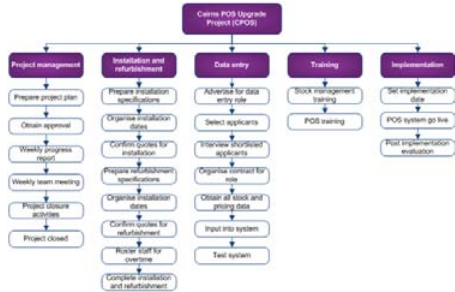 Cairns POS Upgrade
Project (CPOS)
Project management
Prepare project plan
Obtain approval
Weekly progress
report
Weekly team meeting
Project closure
activities
Project closed
Installation and
refurbishment
Prepare installation
specifications
Organise installation
dates
Confirm quotes for
installation
Prepare refurbishment
specifications
Organise installation
dates
Confirm quotes for
refurbishment
Roster staff for
overtime
Complete installation
and refurbishment
Data entry
Advertise for data
entry role
Select applicants
Interview shortlisted
applicants
Organise contract for
role
Obtain all stock and
pricing data
Input into system
Test system
Training
Stock management
training
POS training
Implementation
Set implementation
date
POS system go live
Post implementation
evaluation